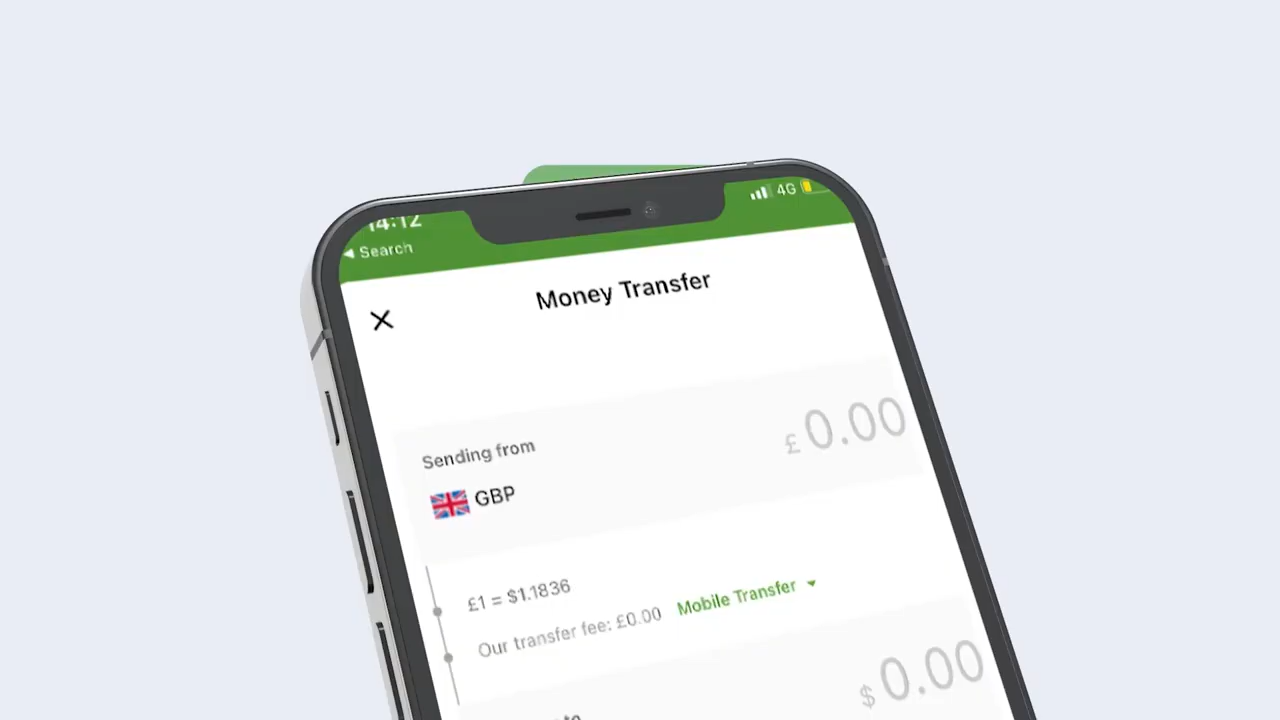 14:12
4G
Search
Money Transfer
Sending from
£ 0.00
GBP
£1 = $1.1836
Our transfer fee: £0.00 Mobile Transfer
$ 0.00